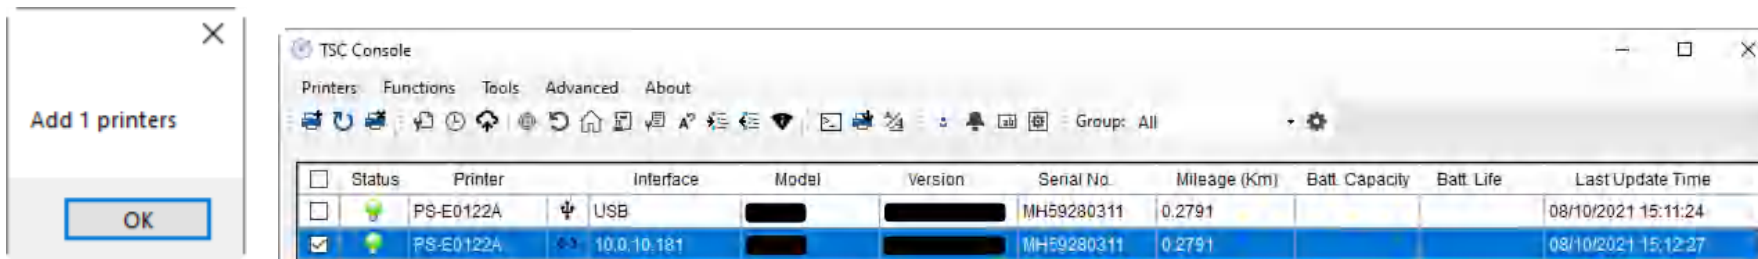 Add 1 printers
OK
TSC Console
Printers Functions Tools Advanced About
Group: All
Status Printer Interface Model Version Serial No. Mileage (Km) Batt. Capacity Batt. Life Last Update Time
PS-E0122A USB MH59280311 0.2791 08/10/2021 15:11:24
PS-E0122A 10.0.10.181 MH59280311 0.2791 08/10/2021 15:12:27